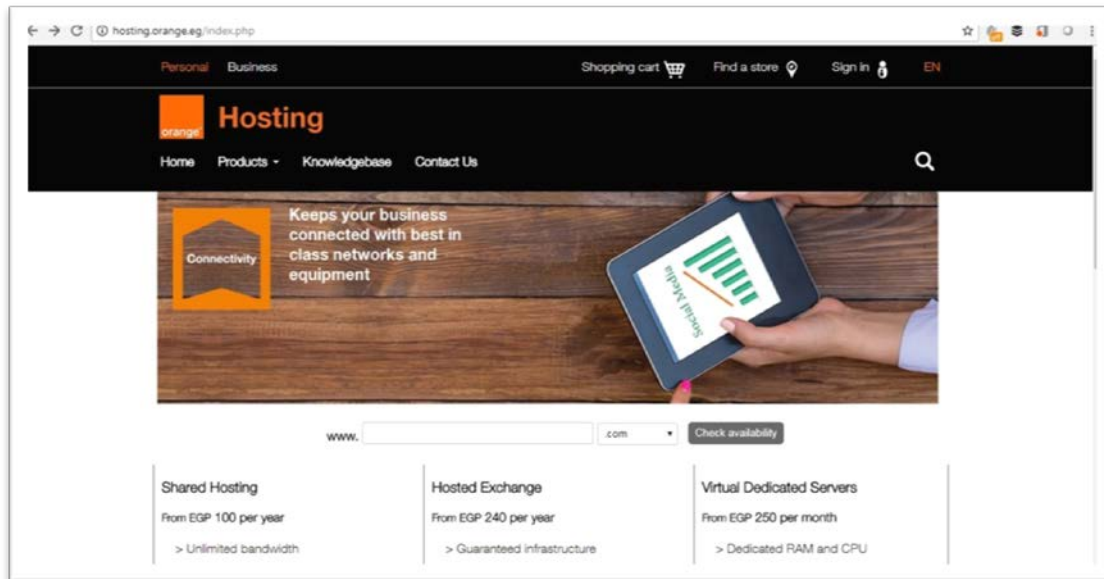 hosting.orange.eg/index.php
Personal Business Shopping cart Find a store Sign in EN
orange Hosting
Home Products Knowledgebase Contact Us
Connectivity
Keeps your business
connected with best in
class networks and
equipment
Social Media
www. .com Check availability
Shared Hosting
From EGP 100 per year
> Unlimited bandwidth
Hosted Exchange
From EGP 240 per year
> Guaranteed infrastructure
Virtual Dedicated Servers
From EGP 250 per month
> Dedicated RAM and CPU